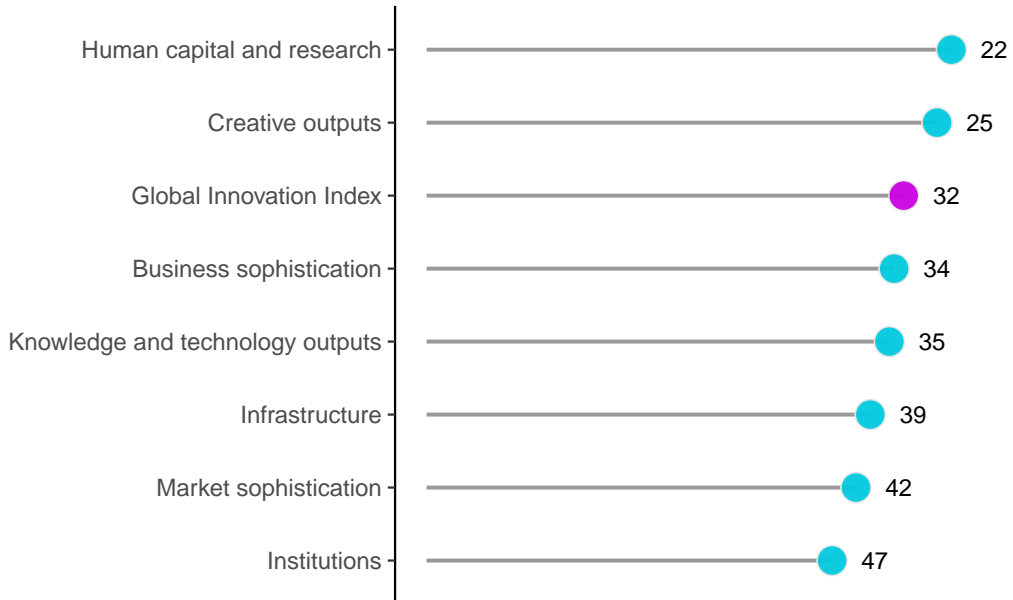 Human capital and research 22
Creative outputs 25
Global Innovation Index 32
Business sophistication 34
Knowledge and technology outputs 35
Infrastructure 39
Market sophistication 42
Institutions 47